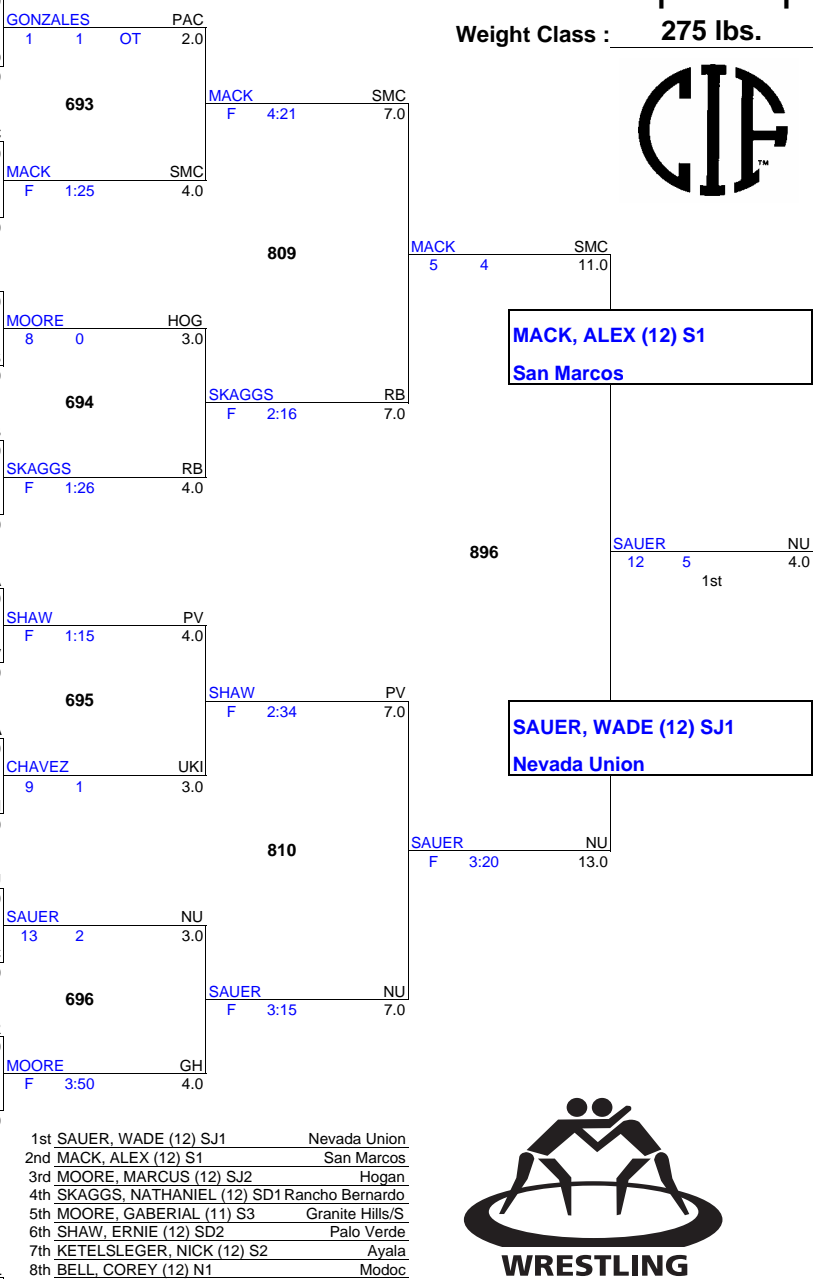 GONZALES PAC
1 1 OT 2.0
Weight Class : 275 lbs.
CIF
TM
693
MACK SMC
F 4:21 7.0
MACK SMC
F 1:25 4.0
809
MACK SMC
5 4 11.0
MOORE HOG
8 0 3.0
MACK, ALEX (12) S1
San Marcos
694
SKAGGS RB
F 2:16 7.0
SKAGGS RB
F 1:26 4.0
896
SAUER NU
12 5 4.0
1st
SHAW PV
F 1:15 4.0
695
SHAW PV
F 2:34 7.0
SAUER, WADE (12) SJ1
Nevada Union
CHAVEZ UKI
9 1 3.0
810
SAUER NU
F 3:20 13.0
SAUER NU
13 2 3.0
696
SAUER NU
F 3:15 7.0
MOORE GH
F 3:50 4.0
1st SAUER, WADE (12) SJ1 Nevada Union
2nd MACK, ALEX (12) S1 San Marcos
3rd MOORE, MARCUS (12) SJ2 Hogan
4th SKAGGS, NATHANIEL (12) SD1 Rancho Bernardo
5th MOORE, GABERIAL (11) S3 Granite Hills/S
6th SHAW, ERNIE (12) SD2 Palo Verde
7th KETELSLEGER, NICK (12) S2 Ayala
8th BELL, COREY (12) N1 Modoc
WRESTLING